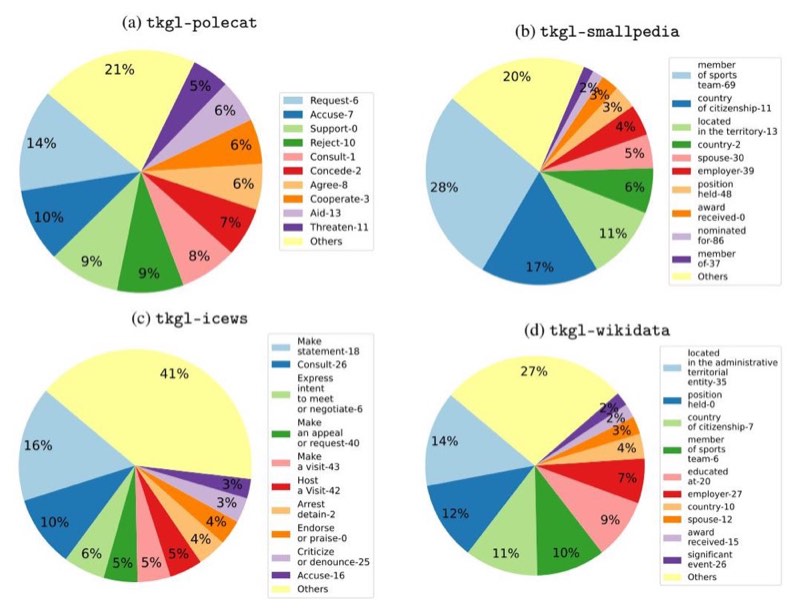 (a) tkgl-polecat
21%
14%
10%
9%
9%
8%
7%
6%
6%
6%
5%
Request-6
Accuse-7
Support-0
Reject-10
Consult-1
Concede-2
Agree-8
Cooperate-3
Aid-13
Threaten-11
Others
(b) tkgl-smallpedia
20%
28%
17%
11%
6%
5%
4%
3%
3%
2%
member
of sports
team-69
country
of citizenship-11
located
in the territory-13
country-2
spouse-30
employer-39
position
held-48
award
received-0
nominated
for-86
member
of-37
Others
(c) tkgl-icews
41%
16%
10%
6%
5%
5%
5%
4%
4%
3%
3%
Make
statement-18
Consult-26
Express
intent
to meet
or negotiate-6
Make
an appeal
or request-40
Make
a visit-43
Host
a Visit-42
Arrest
detain-2
Endorse
or praise-0
Criticize
or denounce-25
Accuse-16
Others
(d) tkgl-wikidata
27%
14%
12%
11%
10%
9%
7%
4%
3%
2%
2%
located
in the administrative
territorial
entity-35
position
held-0
country
of citizenship-7
member
of sports
team-6
educated
at-20
employer-27
country-10
spouse-12
award
received-15
significant
event-26
Others